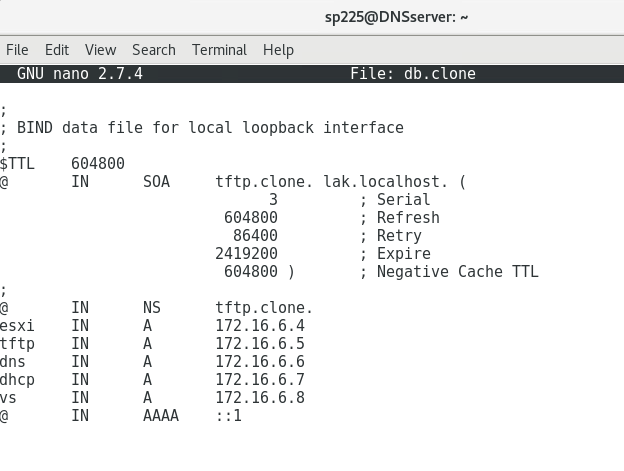 sp225@DNSserver: ~
File Edit View Search Terminal Help
GNU nano 2.7.4 File: db.clone
;
; BIND data file for local loopback interface
;
$TTL 604800
@ IN SOA tftp.clone. lak.localhost. (
3 ; Serial
604800 ; Refresh
86400 ; Retry
2419200 ; Expire
604800 ) ; Negative Cache TTL
;
@ IN NS tftp.clone.
esxi IN A 172.16.6.4
tftp IN A 172.16.6.5
dns IN A 172.16.6.6
dhcp IN A 172.16.6.7
vs IN A 172.16.6.8
@ IN AAAA ::1